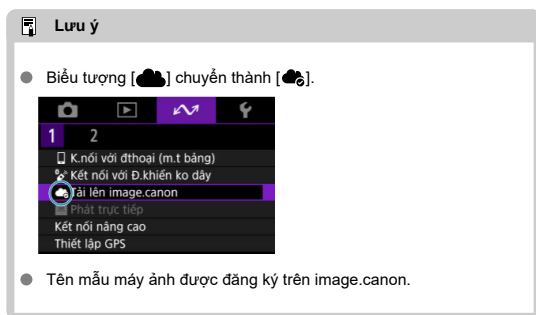 Lưu ý
Biểu tượng [ ] chuyển thành [ ].
1 2
K.nối với đthoại (m.t bảng)
Kết nối với Đ.khiển ko dây
Tải lên image.canon
Phát trực tiếp
Kết nối nâng cao
Thiết lập GPS
Tên mẫu máy ảnh được đăng ký trên image.canon.